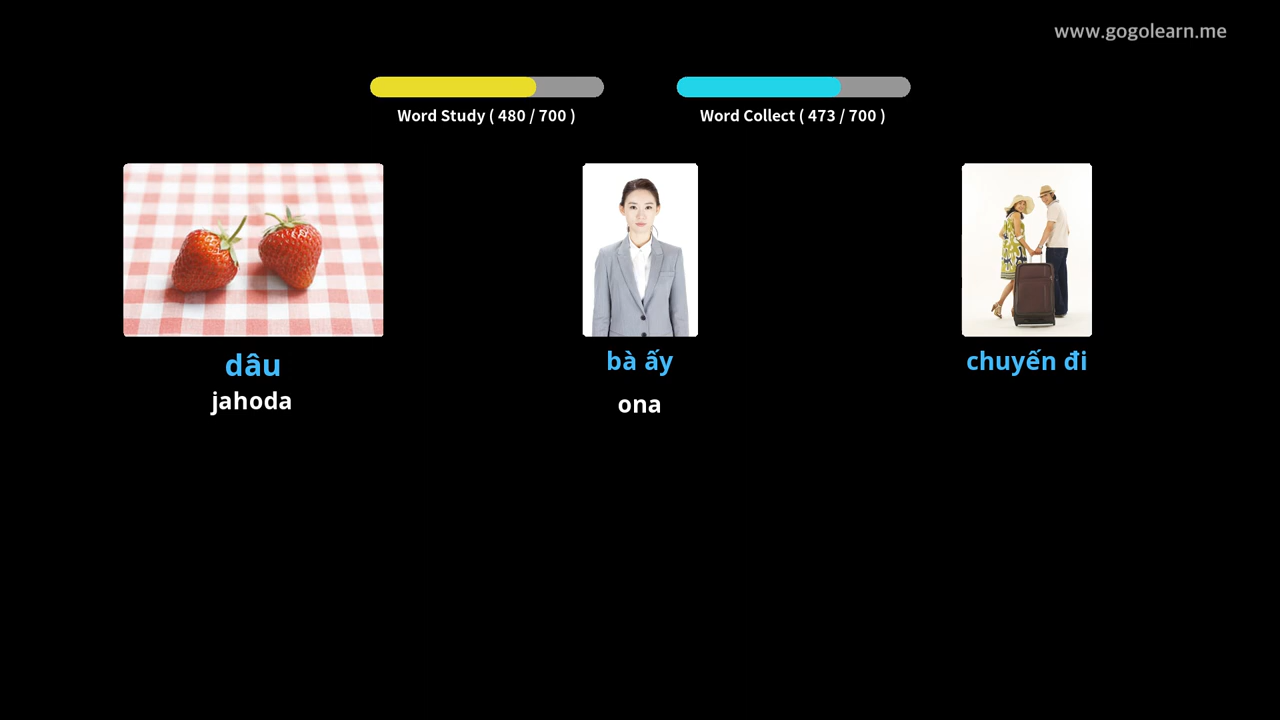 www.gogolearn.me
Word Study ( 480 / 700 )
Word Collect ( 473 / 700 )
dâu
jahoda
bà ấy
ona
chuyến đi